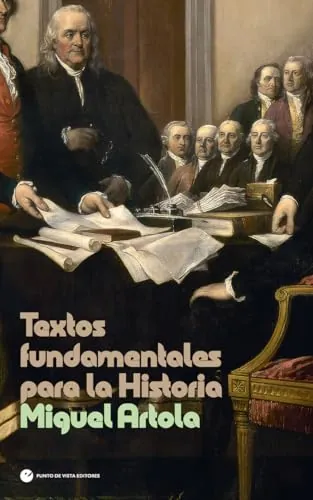 Textos
fundamentales
para la Historia
Miguel Artola
PUNTO DE VISTA EDITORES